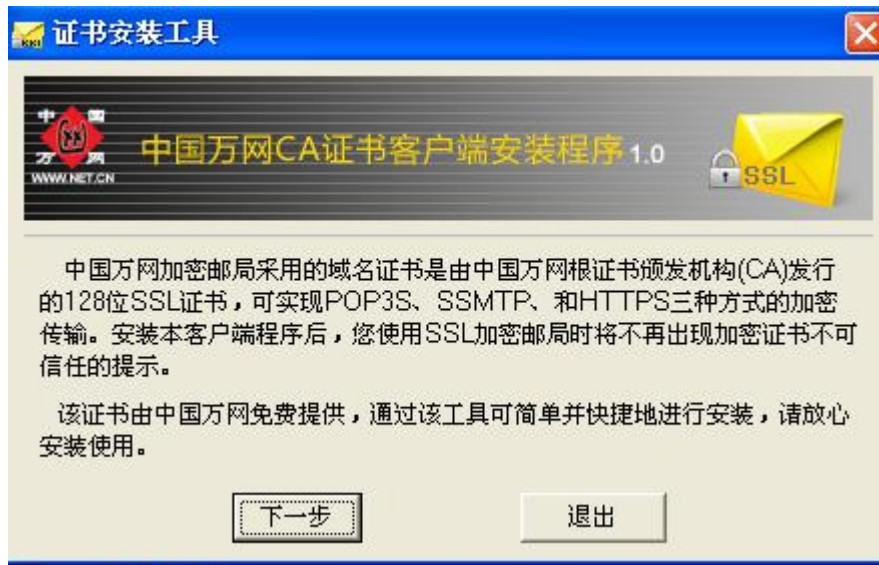 证书安装工具
中国
万网
WWW.NET.CN
中国万网CA证书客户端安装程序1.0
SSL
中国万网加密邮局采用的域名证书是由中国万网根证书颁发机构(CA)发行
的128位SSL证书，可实现POP3S、SSMTP、和HTTPS三种方式的加密
传输。安装本客户端程序后，您使用SSL加密邮局时将不再出现加密证书不可
信任的提示。
该证书由中国万网免费提供，通过该工具可简单并快捷地进行安装，请放心
安装使用。
下一步
退出